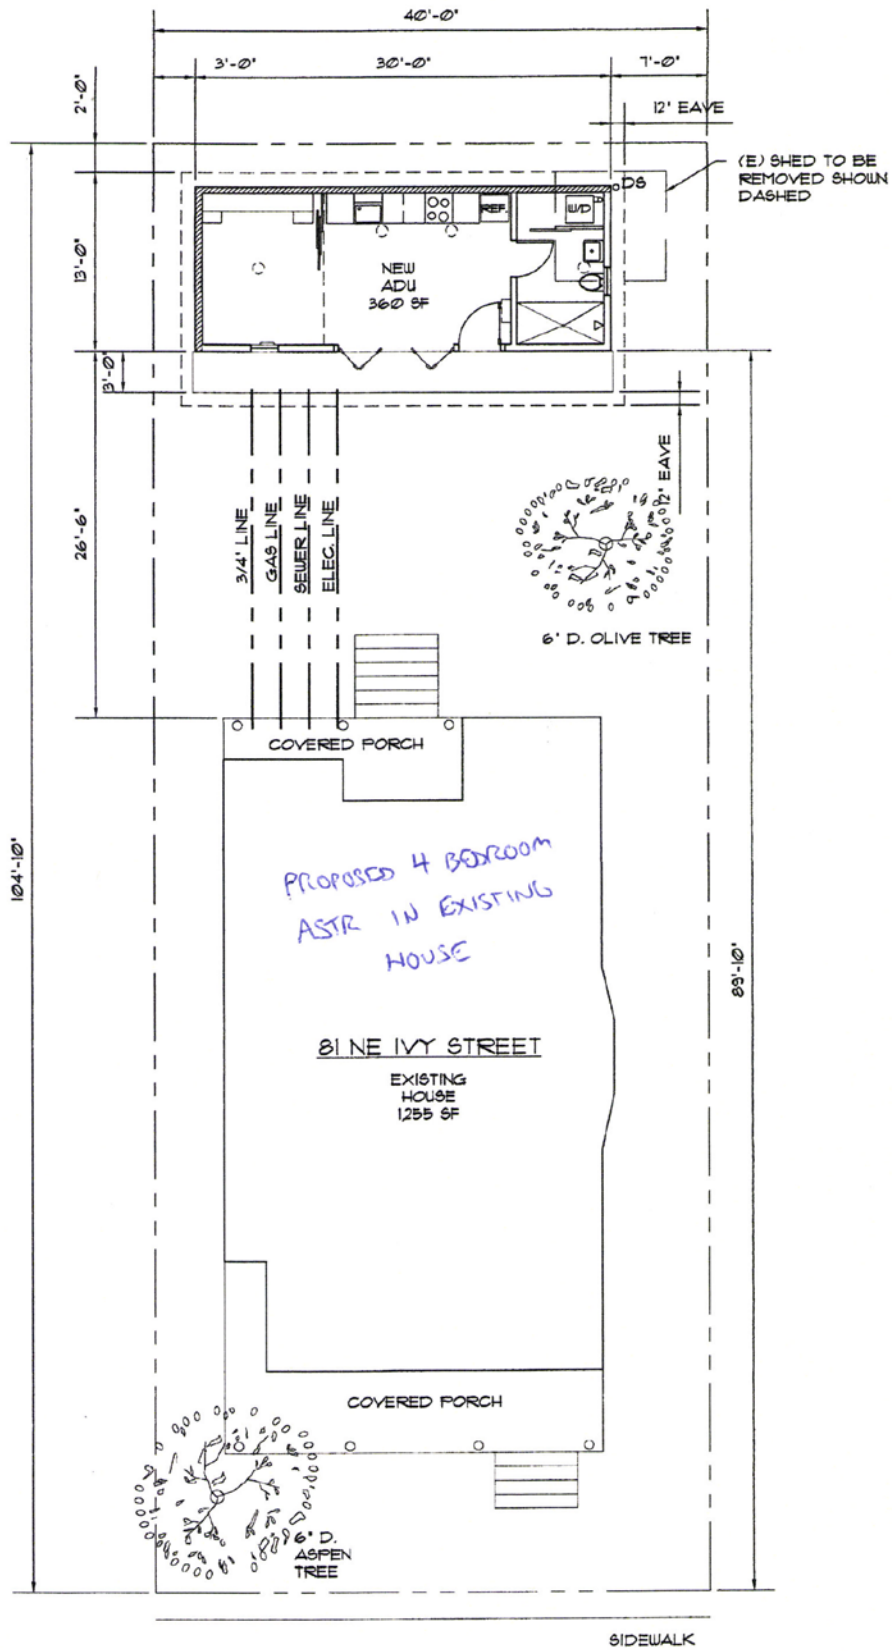 40'-0"
3'-0"
30'-0"
7'-0"
2'-0"
12" EAVE
(E) SHED TO BE
REMOVED SHOWN
DASHED
DS
REF.
W/D
13'-0"
NEW
ADU
360 SF
3'-0"
12" EAVE
26'-6"
3/4" LINE
GAS LINE
SEWER LINE
ELEC. LINE
6" D. OLIVE TREE
COVERED PORCH
104'-10"
PROPOSED 4 BEDROOM
ASTR IN EXISTING
HOUSE
89'-10"
81 NE IVY STREET
EXISTING
HOUSE
1,255 SF
COVERED PORCH
6" D.
ASPEN
TREE
SIDEWALK